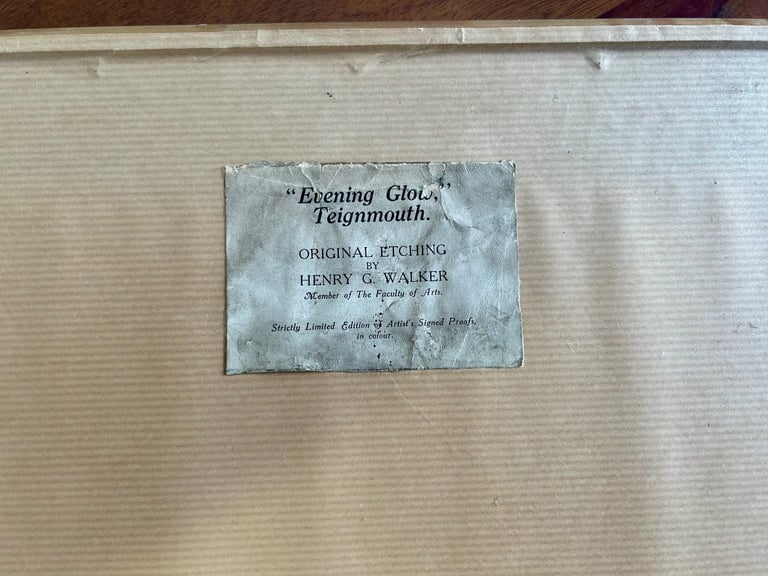 "Evening Glow,"
Teignmouth.
ORIGINAL ETCHING
BY
HENRY G. WALKER
Member of The Faculty of Arts.
Strictly Limited Edition of Artist's Signed Proofs,
in colour.